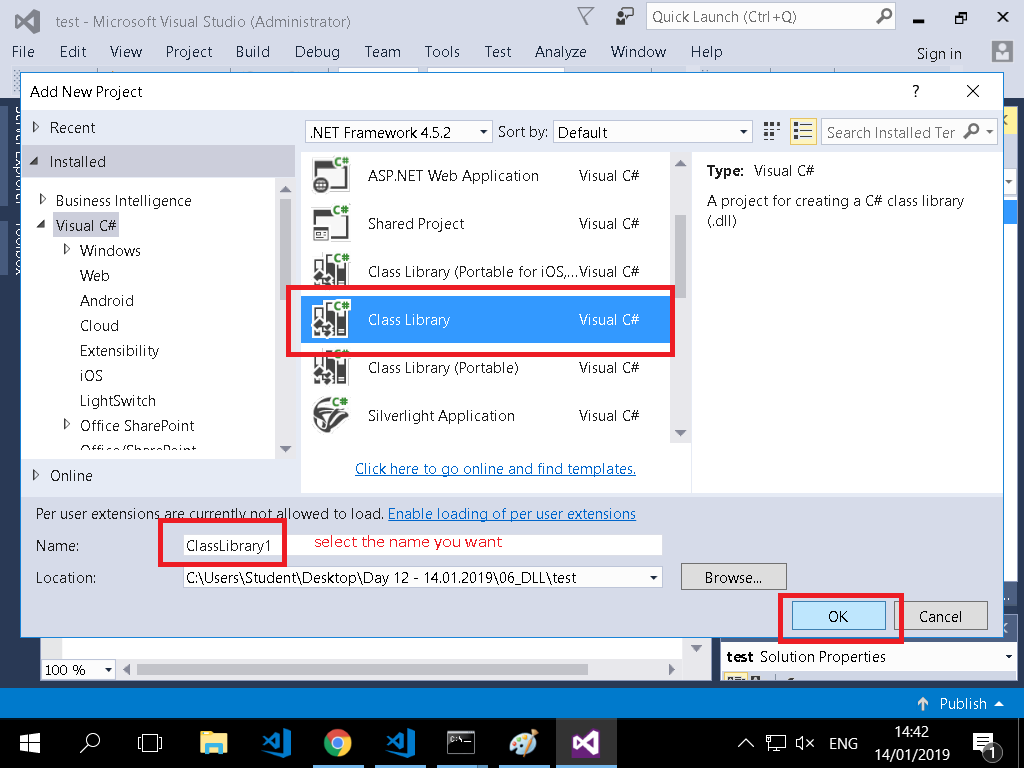 test - Microsoft Visual Studio (Administrator)
Quick Launch (Ctrl+Q)
File Edit View Project Build Debug Team Tools Test Analyze Window Help
Sign in
Add New Project
?
Recent
Installed
Business Intelligence
Visual C#
Windows
Web
Android
Cloud
Extensibility
iOS
LightSwitch
Office SharePoint
Office/SharePoint
Online
.NET Framework 4.5.2
Sort by: Default
Search Installed Ter
ASP.NET Web Application Visual C#
Shared Project Visual C#
Class Library (Portable for iOS,... Visual C#
Class Library Visual C#
Class Library (Portable) Visual C#
Silverlight Application Visual C#
Click here to go online and find templates.
Type: Visual C#
A project for creating a C# class library
(.dll)
Per user extensions are currently not allowed to load. Enable loading of per user extensions
Name: ClassLibrary1 select the name you want
Location: C:\Users\Student\Desktop\Day 12 - 14.01.2019\06_DLL\test
Browse...
OK
Cancel
100 %
test Solution Properties
Publish
ENG
14:42
14/01/2019
1